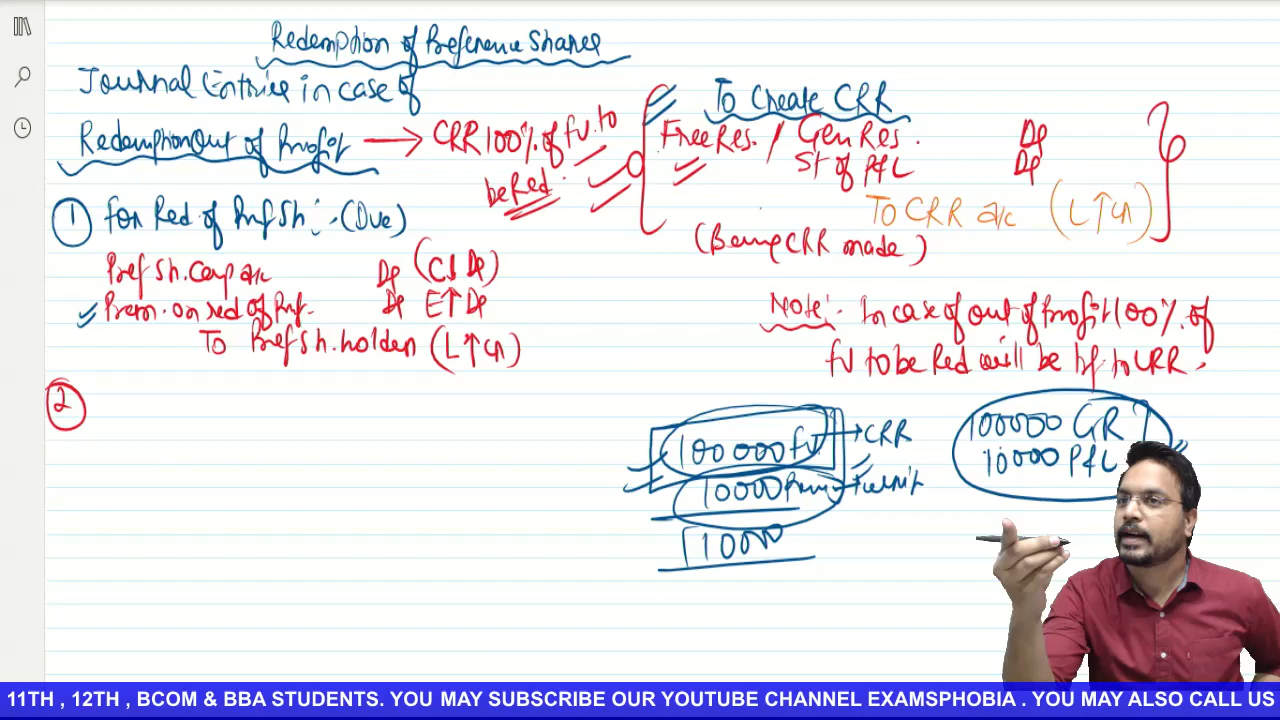 Redemption of Preference Shares
Journal Entries in case of
Redemption Out of Profit → CRR 100% of FV. to
be Red.
To Create CRR
Free Res. / Gen Res. Dr
St of P&L Dr
To CRR a/c (L↑Cr)
(Being CRR made)
① For Red of Pref Sh :- (Due)
Pref Sh. Cap a/c Dr (C↓ Dr)
Prem. on red of Pref. Dr E↑ Dr
To Pref Sh. holders (L↑Cr)
Note:- In case of out of Profit 100% of
FV to be Red will be tf to CRR.
②
100000 FV → CRR
10000 Prem →
11000
100000 GR
10000 P&L
11TH , 12TH , BCOM & BBA STUDENTS. YOU MAY SUBSCRIBE OUR YOUTUBE CHANNEL EXAMSPHOBIA . YOU MAY ALSO CALL US